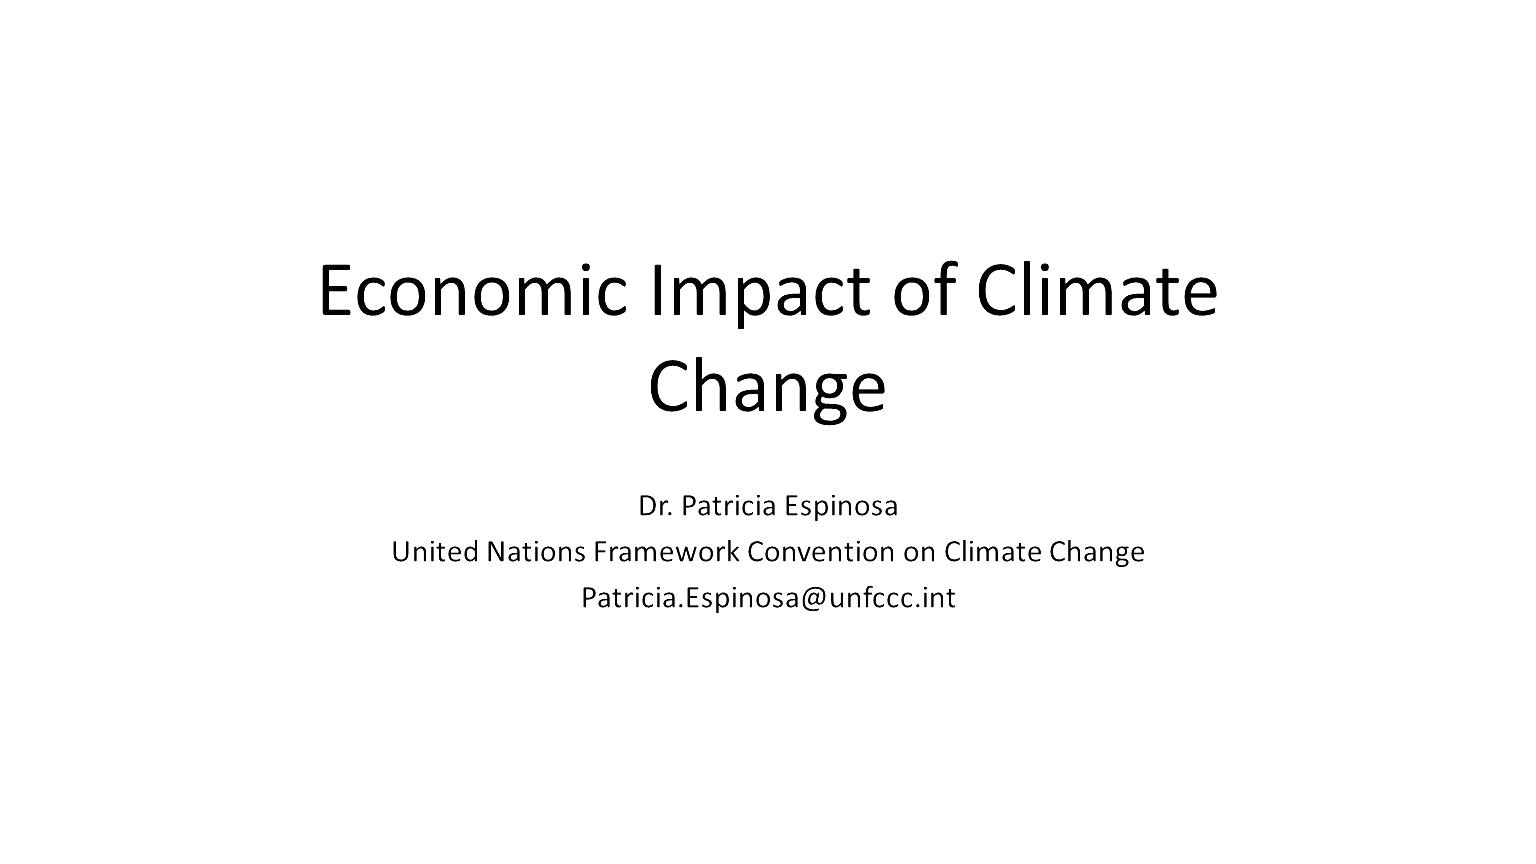 Economic Impact of Climate
Change
Dr. Patricia Espinosa
United Nations Framework Convention on Climate Change
Patricia.Espinosa@unfccc.int